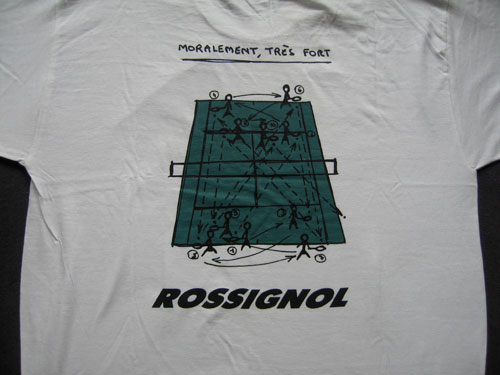 MORALEMENT, TRÈS FORT
ROSSIGNOL